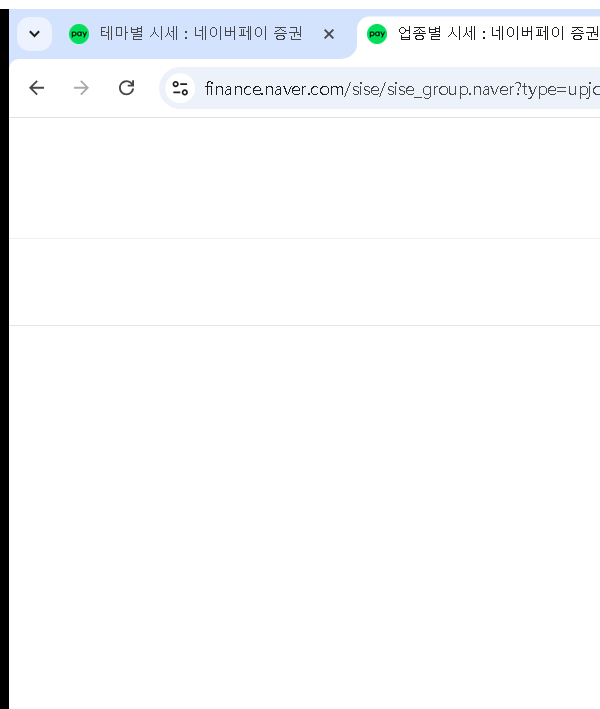 pay 테마별 시세 : 네이버페이 증권
pay 업종별 시세 : 네이버페이 증권
finance.naver.com/sise/sise_group.naver?type=upjo